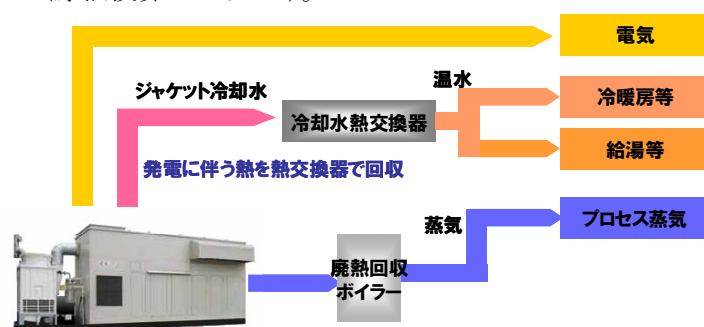 電気
ジャケット冷却水
温水
冷却水熱交換器
冷暖房等
給湯等
発電に伴う熱を熱交換器で回収
蒸気
プロセス蒸気
廃熱回収
ボイラー